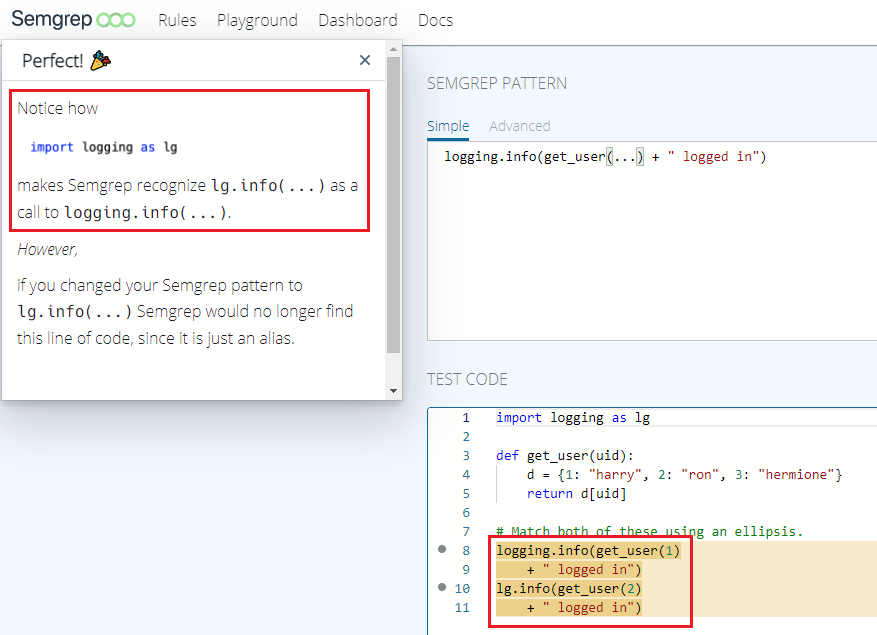 Semgrep Rules Playground Dashboard Docs
Perfect!
Notice how
import logging as lg
makes Semgrep recognize lg.info(...) as a
call to logging.info(...).
However,
if you changed your Semgrep pattern to
lg.info(...) Semgrep would no longer find
this line of code, since it is just an alias.
SEMGREP PATTERN
Simple Advanced
logging.info(get_user(...) + " logged in")
TEST CODE
1 import logging as lg
2
3 def get_user(uid):
4 d = {1: "harry", 2: "ron", 3: "hermione"}
5 return d[uid]
6
7 # Match both of these using an ellipsis.
8 logging.info(get_user(1)
9 + " logged in")
10 lg.info(get_user(2)
11 + " logged in")